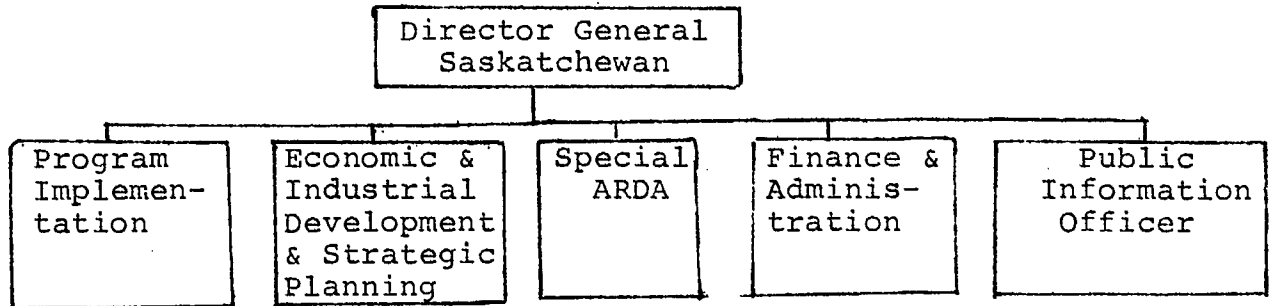 Director General
Saskatchewan
Program
Implemen-
tation
Economic &
Industrial
Development
& Strategic
Planning
Special
ARDA
Finance &
Adminis-
tration
Public
Information
Officer